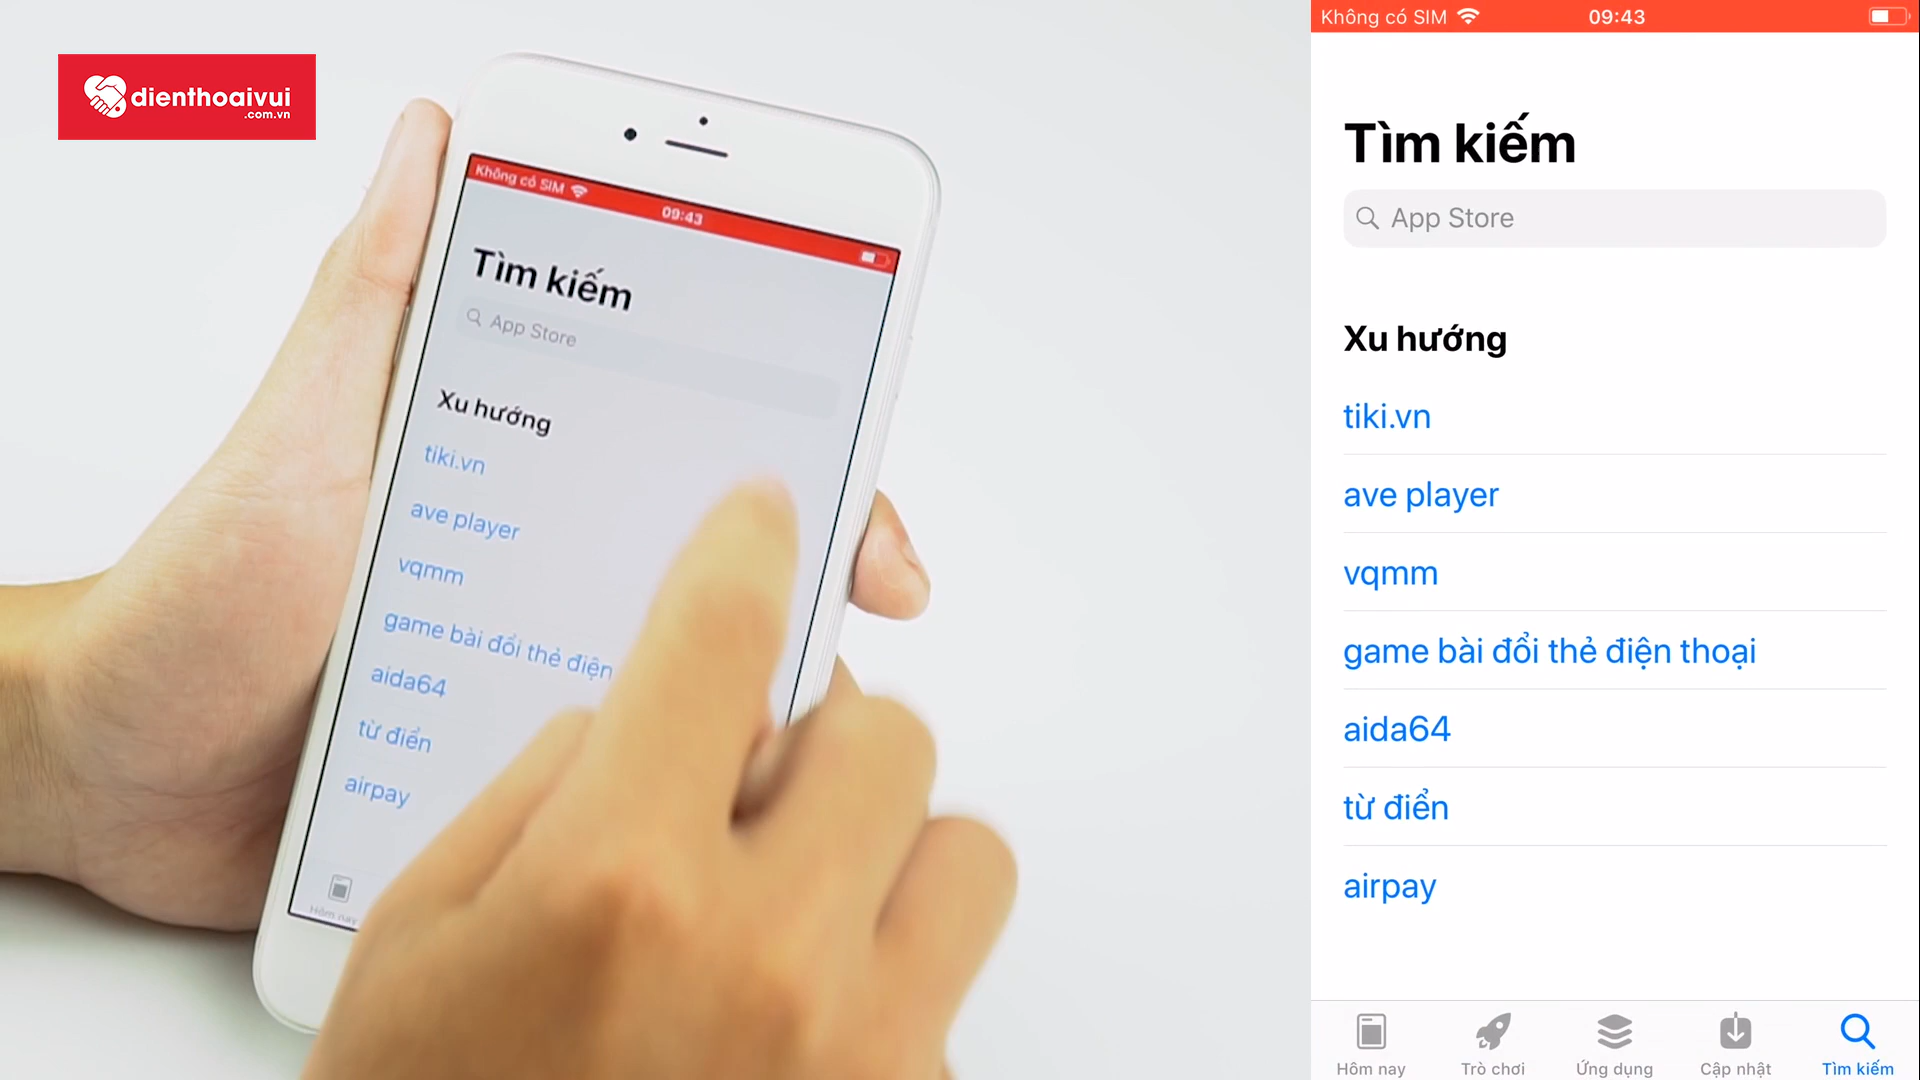 dienthoaivui
.com.vn
Không có SIM
09:43
Tìm kiếm
App Store
Xu hướng
tiki.vn
ave player
vqmm
game bài đổi thẻ điện
aida64
từ điển
airpay
Hôm nay
Không có SIM
09:43
Tìm kiếm
App Store
Xu hướng
tiki.vn
ave player
vqmm
game bài đổi thẻ điện thoại
aida64
từ điển
airpay
Hôm nay
Trò chơi
Ứng dụng
Cập nhật
Tìm kiếm